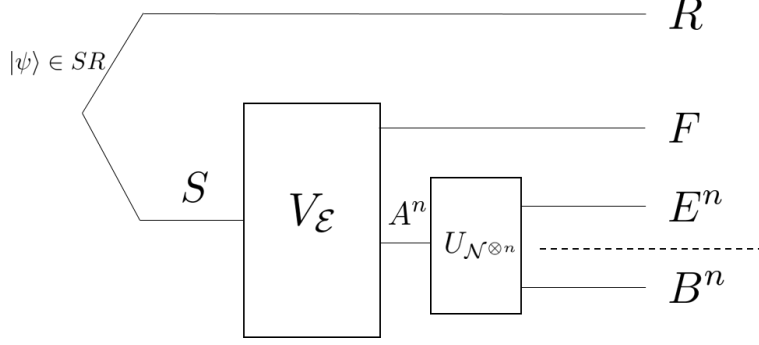 R
|ψ⟩ ∈ SR
F
S
V_ℰ
A^n
E^n
U_{𝒩^{⊗n}}
B^n